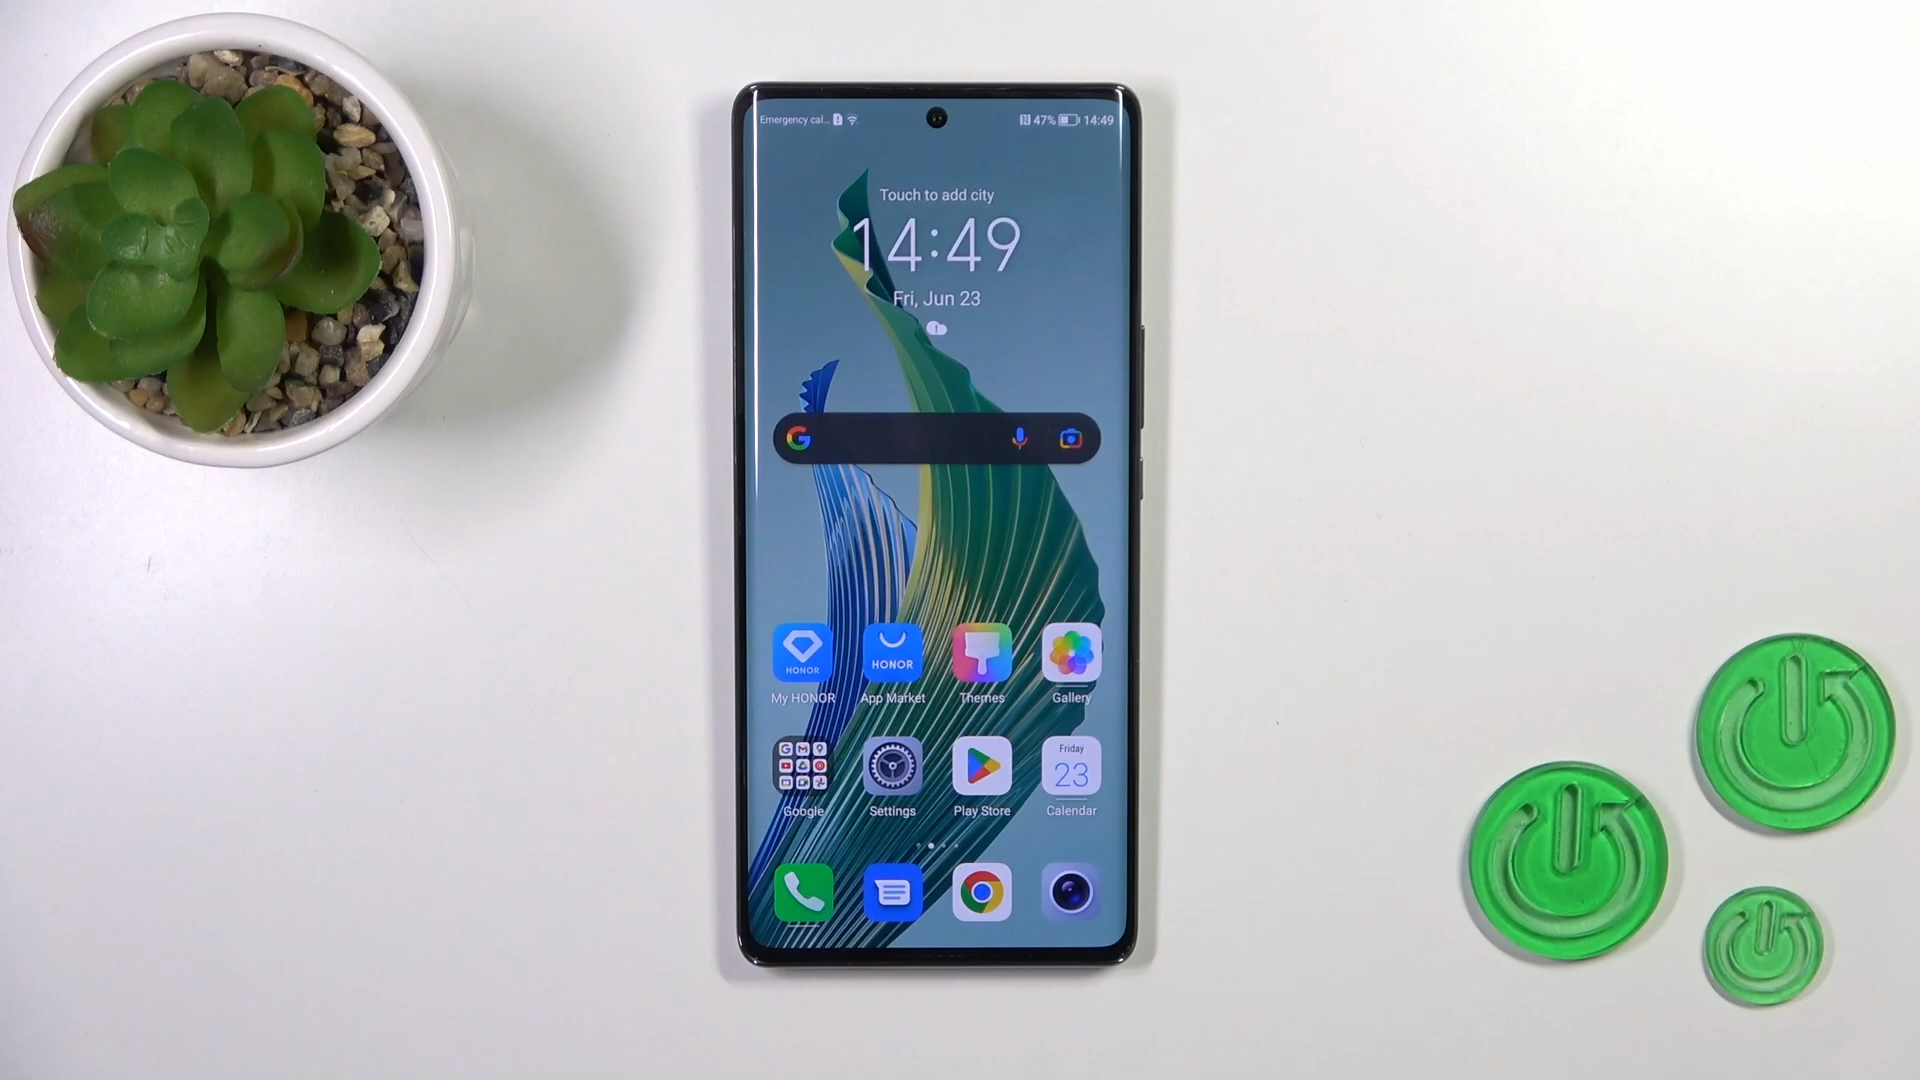 Emergency cal...
47% 14:49
Touch to add city
14:49
Fri, Jun 23
G
HONOR
HONOR
My HONOR App Market Themes Gallery
Friday
23
Google Settings Play Store Calendar